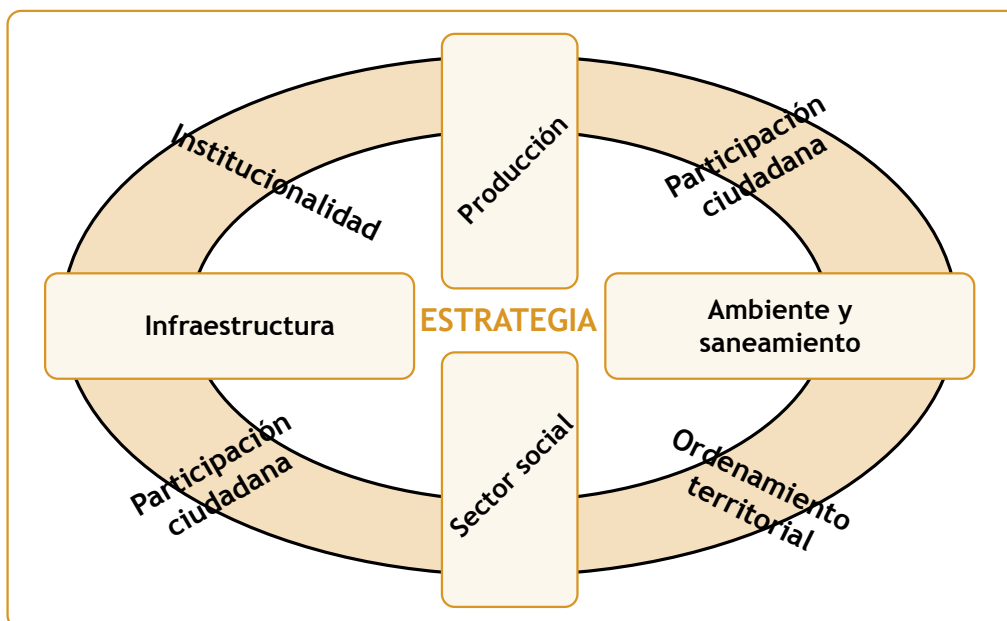 Institucionalidad
Producción
Participación
ciudadana
Infraestructura
ESTRATEGIA
Ambiente y
saneamiento
Participación
ciudadana
Sector social
Ordenamiento
territorial